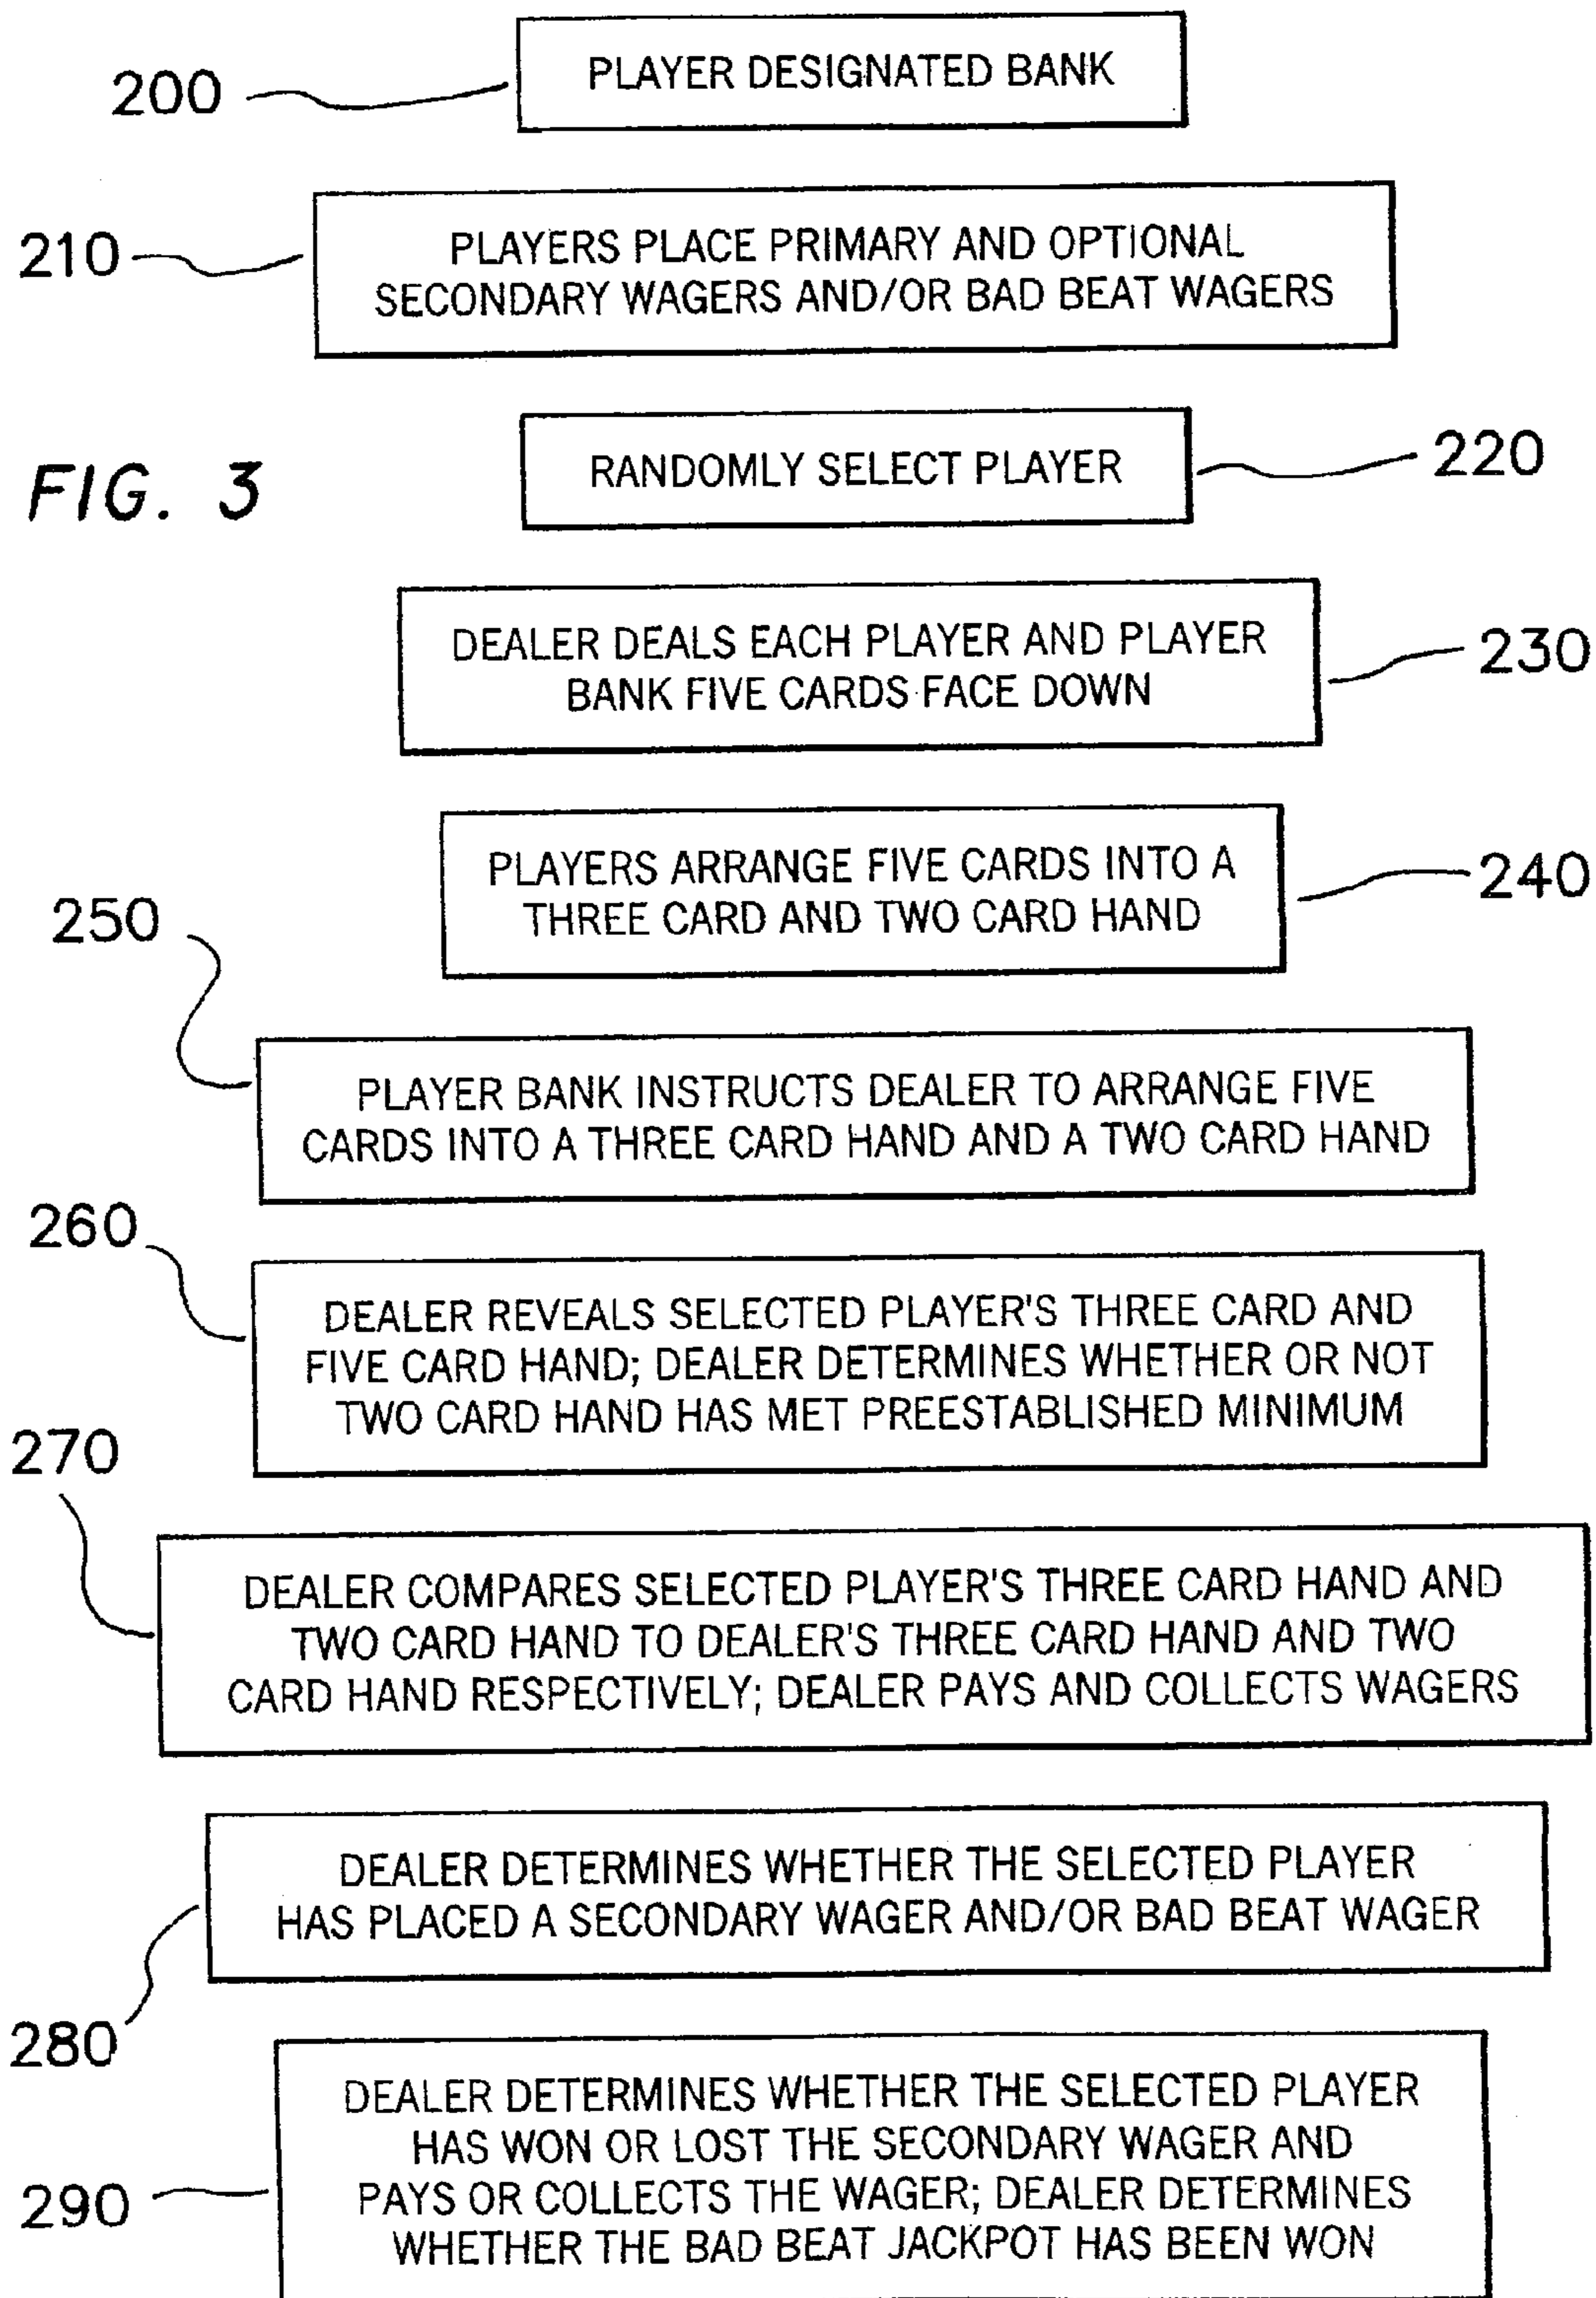 200
PLAYER DESIGNATED BANK
210
PLAYERS PLACE PRIMARY AND OPTIONAL
SECONDARY WAGERS AND/OR BAD BEAT WAGERS
FIG. 3
RANDOMLY SELECT PLAYER
220
DEALER DEALS EACH PLAYER AND PLAYER
BANK FIVE CARDS FACE DOWN
230
PLAYERS ARRANGE FIVE CARDS INTO A
THREE CARD AND TWO CARD HAND
240
250
PLAYER BANK INSTRUCTS DEALER TO ARRANGE FIVE
CARDS INTO A THREE CARD HAND AND A TWO CARD HAND
260
DEALER REVEALS SELECTED PLAYER'S THREE CARD AND
FIVE CARD HAND; DEALER DETERMINES WHETHER OR NOT
TWO CARD HAND HAS MET PREESTABLISHED MINIMUM
270
DEALER COMPARES SELECTED PLAYER'S THREE CARD HAND AND
TWO CARD HAND TO DEALER'S THREE CARD HAND AND TWO
CARD HAND RESPECTIVELY; DEALER PAYS AND COLLECTS WAGERS
DEALER DETERMINES WHETHER THE SELECTED PLAYER
HAS PLACED A SECONDARY WAGER AND/OR BAD BEAT WAGER
280
DEALER DETERMINES WHETHER THE SELECTED PLAYER
HAS WON OR LOST THE SECONDARY WAGER AND
PAYS OR COLLECTS THE WAGER; DEALER DETERMINES
WHETHER THE BAD BEAT JACKPOT HAS BEEN WON
290